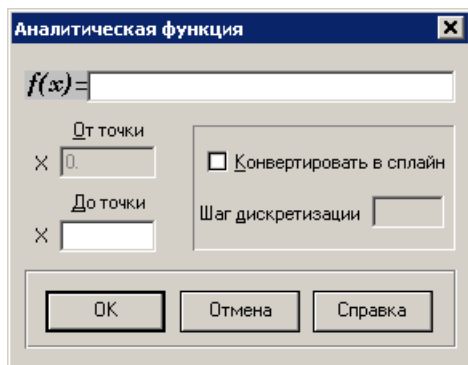 Аналитическая функция
f(x)=
От точки
X 0.
До точки
X
Конвертировать в сплайн
Шаг дискретизации
OK Отмена Справка